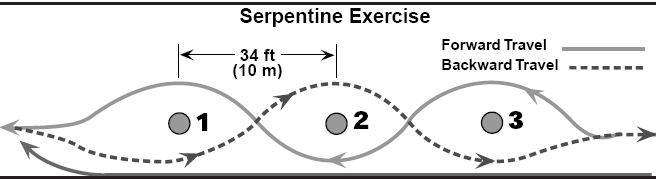 Serpentine Exercise
34 ft
(10 m)
Forward Travel
Backward Travel
1
2
3